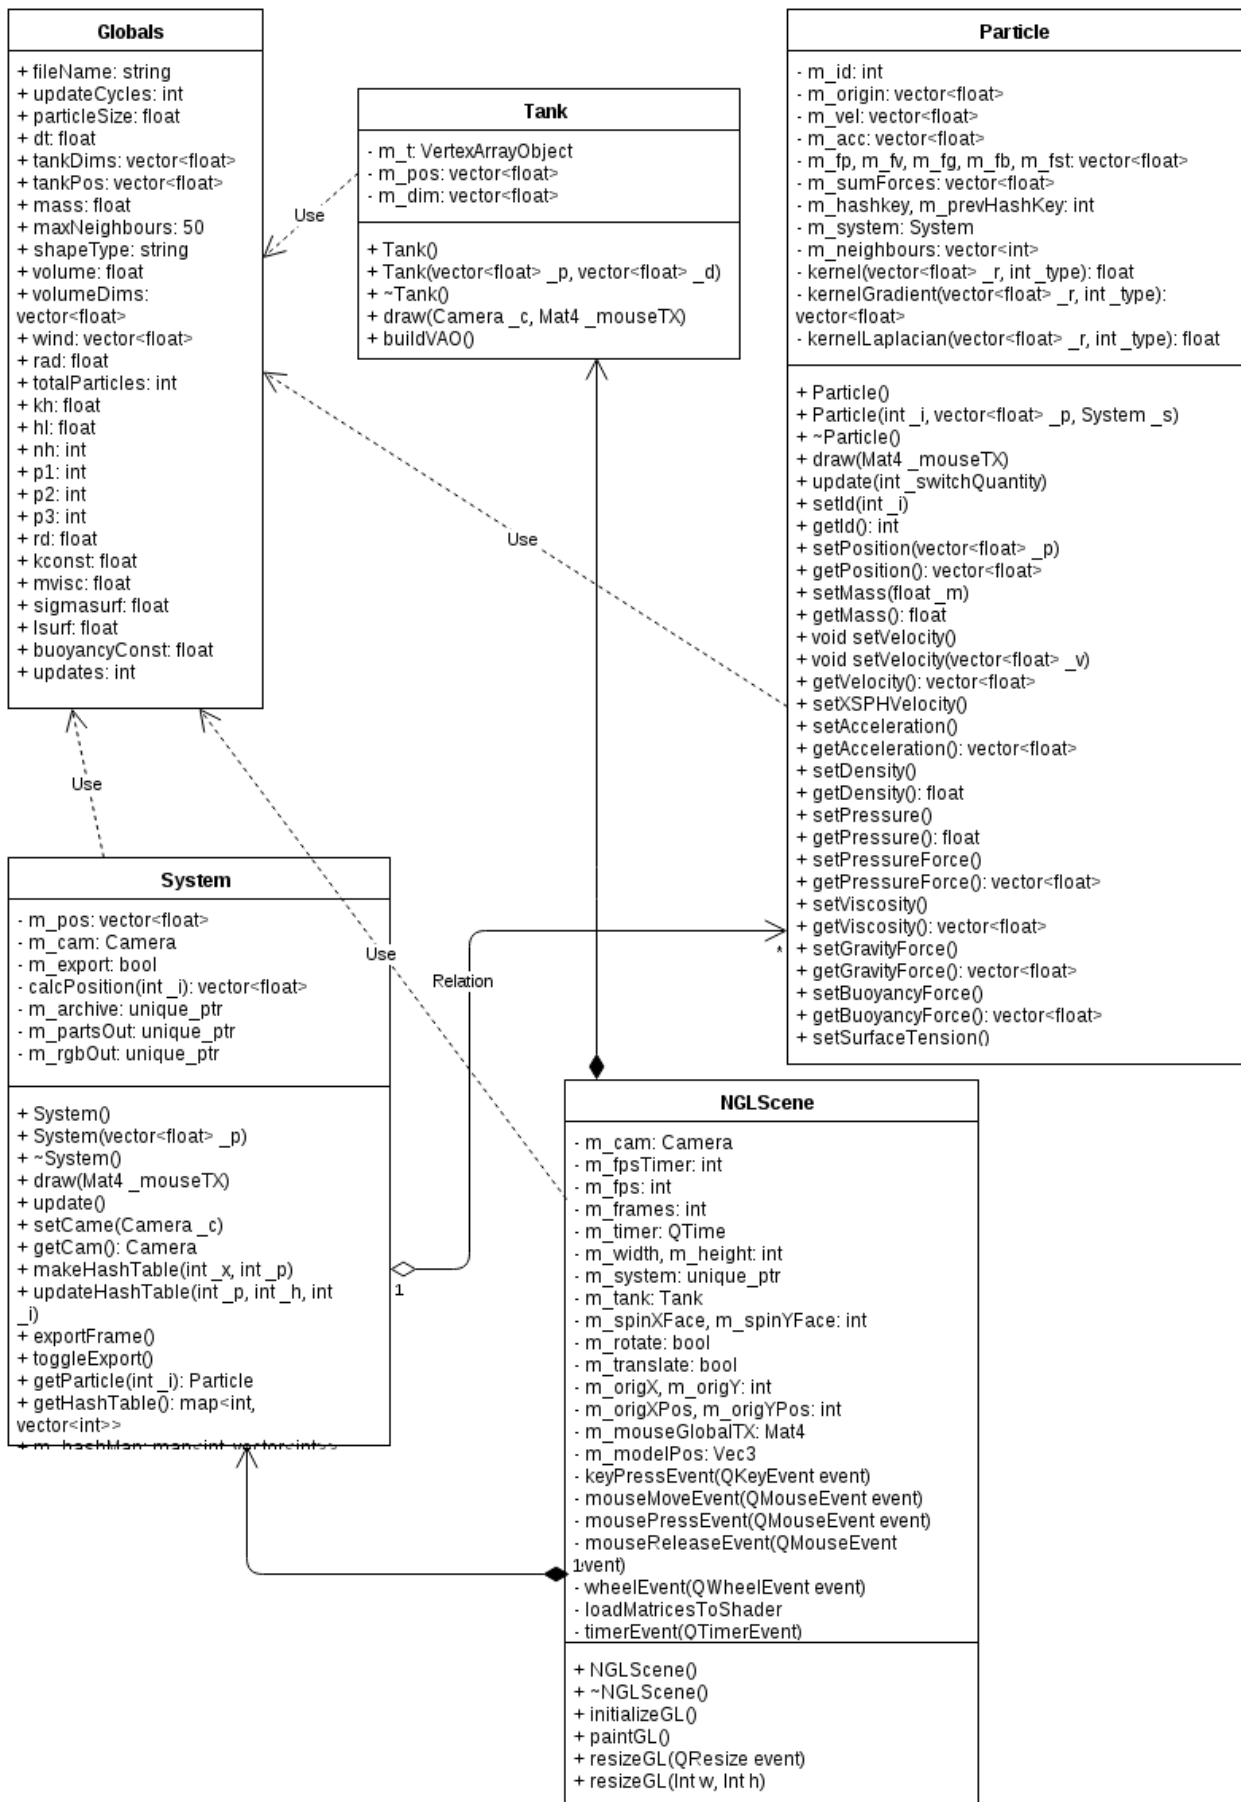 Globals
+ fileName: string
+ updateCycles: int
+ particleSize: float
+ dt: float
+ tankDims: vector<float>
+ tankPos: vector<float>
+ mass: float
+ maxNeighbours: 50
+ shapeType: string
+ volume: float
+ volumeDims:
vector<float>
+ wind: vector<float>
+ rad: float
+ totalParticles: int
+ kh: float
+ hl: float
+ nh: int
+ p1: int
+ p2: int
+ p3: int
+ rd: float
+ kconst: float
+ mvisc: float
+ sigmasurf: float
+ lsurf: float
+ buoyancyConst: float
+ updates: int
Tank
- m_t: VertexArrayObject
- m_pos: vector<float>
- m_dim: vector<float>
+ Tank()
+ Tank(vector<float> _p, vector<float> _d)
+ ~Tank()
+ draw(Camera _c, Mat4 _mouseTX)
+ buildVAO()
Particle
- m_id: int
- m_origin: vector<float>
- m_vel: vector<float>
- m_acc: vector<float>
- m_fp, m_fv, m_fg, m_fb, m_fst: vector<float>
- m_sumForces: vector<float>
- m_hashkey, m_prevHashKey: int
- m_system: System
- m_neighbours: vector<int>
- kernel(vector<float> _r, int _type): float
- kernelGradient(vector<float> _r, int _type):
vector<float>
- kernelLaplacian(vector<float> _r, int _type): float
+ Particle()
+ Particle(int _i, vector<float> _p, System _s)
+ ~Particle()
+ draw(Mat4 _mouseTX)
+ update(int _switchQuantity)
+ setId(int _i)
+ getId(): int
+ setPosition(vector<float> _p)
+ getPosition(): vector<float>
+ setMass(float _m)
+ getMass(): float
+ void setVelocity()
+ void setVelocity(vector<float> _v)
+ getVelocity(): vector<float>
+ setXSPHVelocity()
+ setAcceleration()
+ getAcceleration(): vector<float>
+ setDensity()
+ getDensity(): float
+ setPressure()
+ getPressure(): float
+ setPressureForce()
+ getPressureForce(): vector<float>
+ setViscosity()
+ getViscosity(): vector<float>
+ setGravityForce()
+ getGravityForce(): vector<float>
+ setBuoyancyForce()
+ getBuoyancyForce(): vector<float>
+ setSurfaceTension()
Use
Use
Use
Use
Relation
*
1
System
- m_pos: vector<float>
- m_cam: Camera
- m_export: bool
- calcPosition(int _i): vector<float>
- m_archive: unique_ptr
- m_partsOut: unique_ptr
- m_rgbOut: unique_ptr
+ System()
+ System(vector<float> _p)
+ ~System()
+ draw(Mat4 _mouseTX)
+ update()
+ setCame(Camera _c)
+ getCam(): Camera
+ makeHashTable(int _x, int _p)
+ updateHashTable(int _p, int _h, int
_i)
+ exportFrame()
+ toggleExport()
+ getParticle(int _i): Particle
+ getHashTable(): map<int,
vector<int>>
+ m_hashMap: map<int,vector<int>>
NGLScene
- m_cam: Camera
- m_fpsTimer: int
- m_fps: int
- m_frames: int
- m_timer: QTime
- m_width, m_height: int
- m_system: unique_ptr
- m_tank: Tank
- m_spinXFace, m_spinYFace: int
- m_rotate: bool
- m_translate: bool
- m_origX, m_origY: int
- m_origXPos, m_origYPos: int
- m_mouseGlobalTX: Mat4
- m_modelPos: Vec3
- keyPressEvent(QKeyEvent event)
- mouseMoveEvent(QMouseEvent event)
- mousePressEvent(QMouseEvent event)
- mouseReleaseEvent(QMouseEvent
event)
1
- wheelEvent(QWheelEvent event)
- loadMatricesToShader
- timerEvent(QTimerEvent)
+ NGLScene()
+ ~NGLScene()
+ initializeGL()
+ paintGL()
+ resizeGL(QResize event)
+ resizeGL(Int w, Int h)